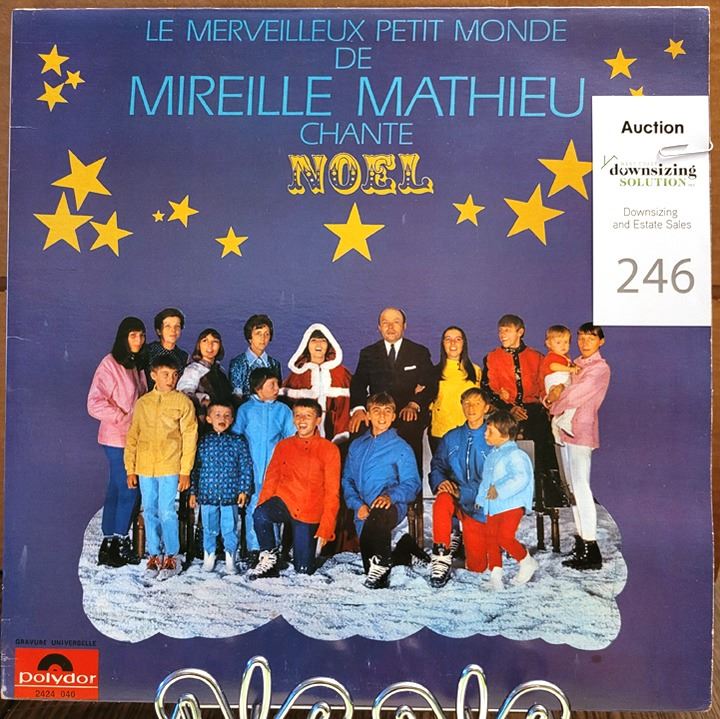 LE MERVEILLEUX PETIT MONDE
DE
MIREILLE MATHIEU
CHANTE
NOEL
Auction
downsizing
SOLUTION
Downsizing
and Estate Sales
246
GRAVURE UNIVERSELLE
polydor
2424 040